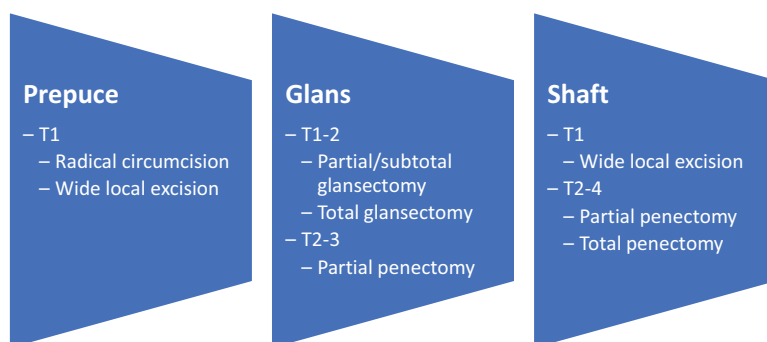 Prepuce
– T1
– Radical circumcision
– Wide local excision
Glans
– T1-2
– Partial/subtotal
glansectomy
– Total glansectomy
– T2-3
– Partial penectomy
Shaft
– T1
– Wide local excision
– T2-4
– Partial penectomy
– Total penectomy